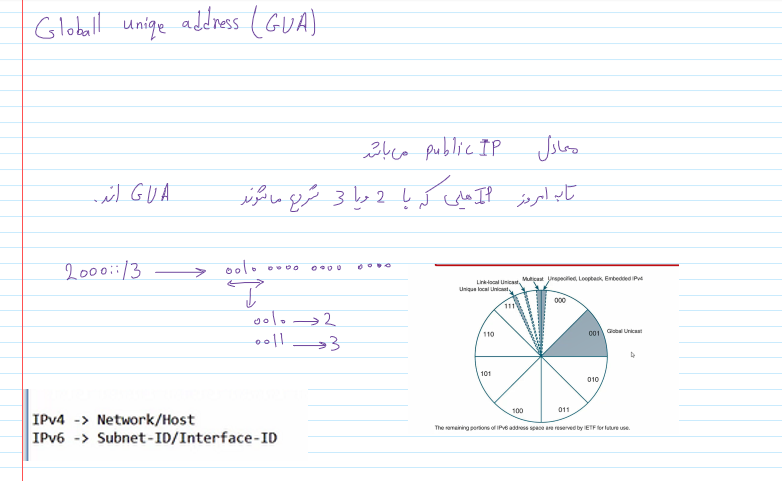 Globall uniqe address (GUA)
معادل public IP می‌باشد
تا به امروز IP هایی که با 2 و یا 3 شروع میشوند GUA اند.
2000::/3 → 0010 0000 0000 0000
0010 → 2
0011 → 3
IPv4 -> Network/Host
IPv6 -> Subnet-ID/Interface-ID
Multicast
Unspecified, Loopback, Embedded IPv4
Link-local Unicast
Unique local Unicast
111
000
110
001
Global Unicast
101
010
100
011
The remaining portions of IPv6 address space are reserved by IETF for future use.